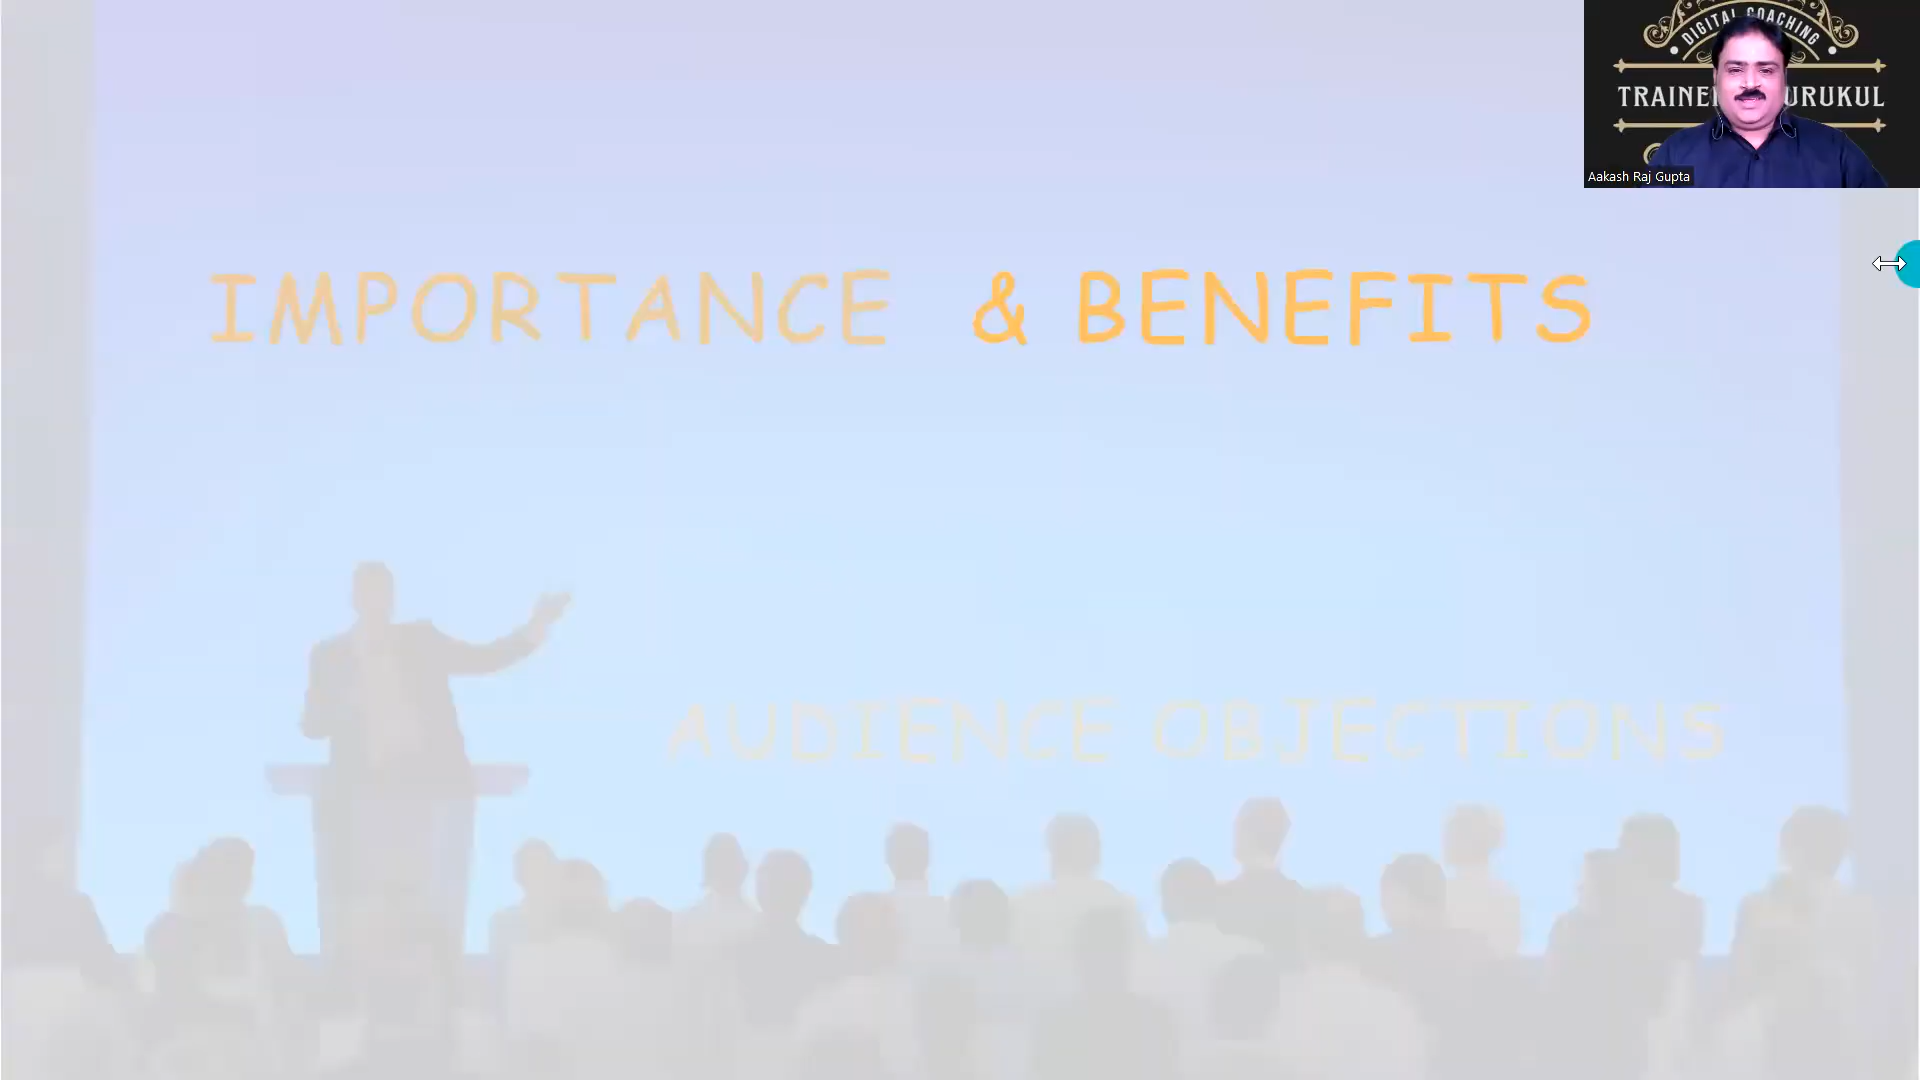 DIGITAL COACHING
TRAINE URUKUL
Aakash Raj Gupta
IMPORTANCE & BENEFITS
AUDIENCE OBJECTIONS